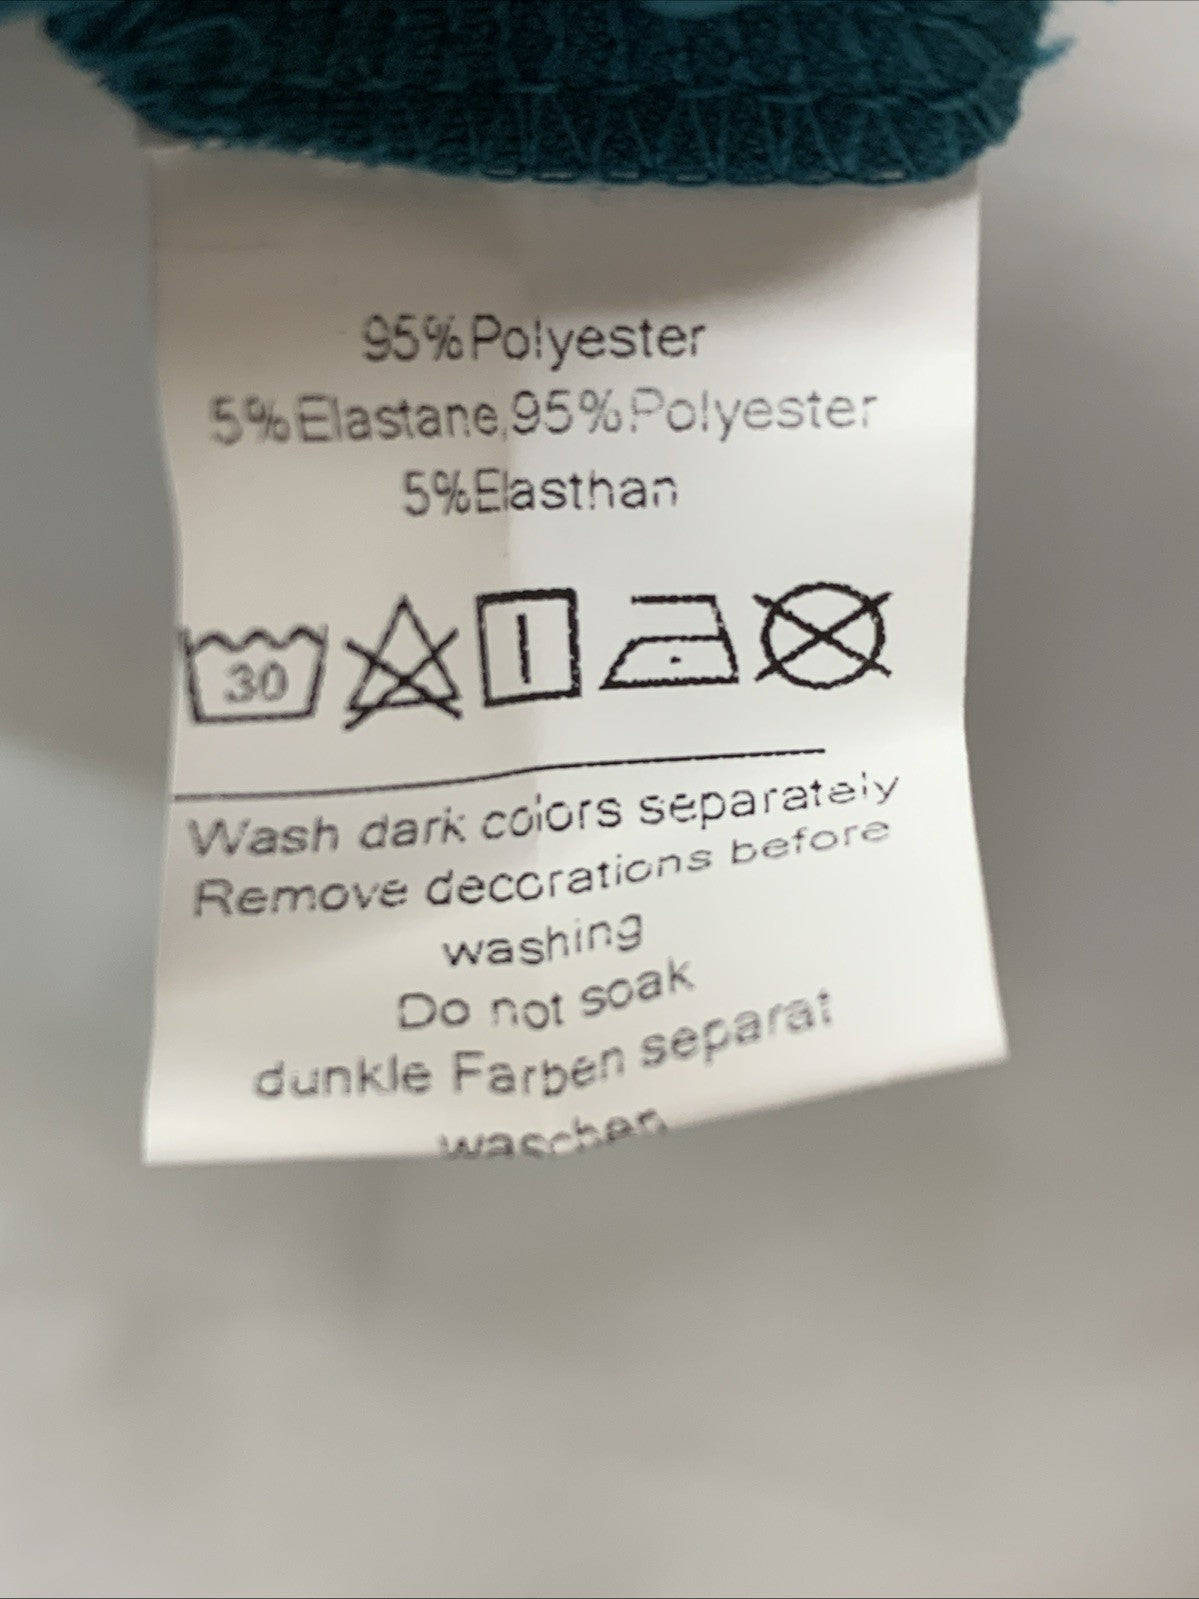 95%Polyester
5%Elastane,95%Polyester
5%Elasthan
30
Wash dark colors separately
Remove decorations before
washing
Do not soak
dunkle Farben separat
waschen